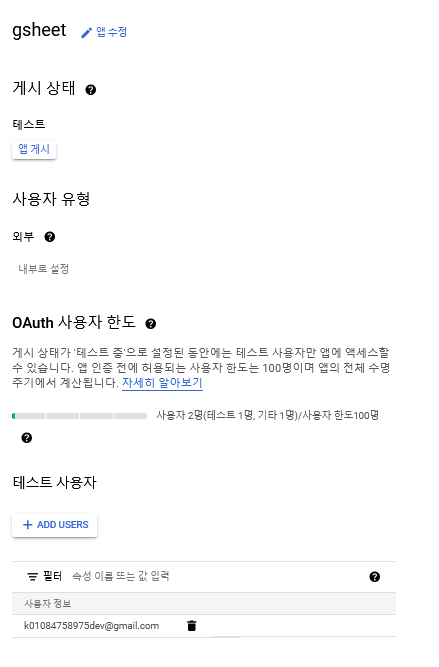 gsheet 앱 수정
게시 상태
테스트
앱 게시
사용자 유형
외부
내부로 설정
OAuth 사용자 한도
게시 상태가 '테스트 중'으로 설정된 동안에는 테스트 사용자만 앱에 액세스할
수 있습니다. 앱 인증 전에 허용되는 사용자 한도는 100명이며 앱의 전체 수명
주기에서 계산됩니다. 자세히 알아보기
사용자 2명(테스트 1명, 기타 1명)/사용자 한도100명
테스트 사용자
+ ADD USERS
필터 속성 이름 또는 값 입력
사용자 정보
k01084758975dev@gmail.com